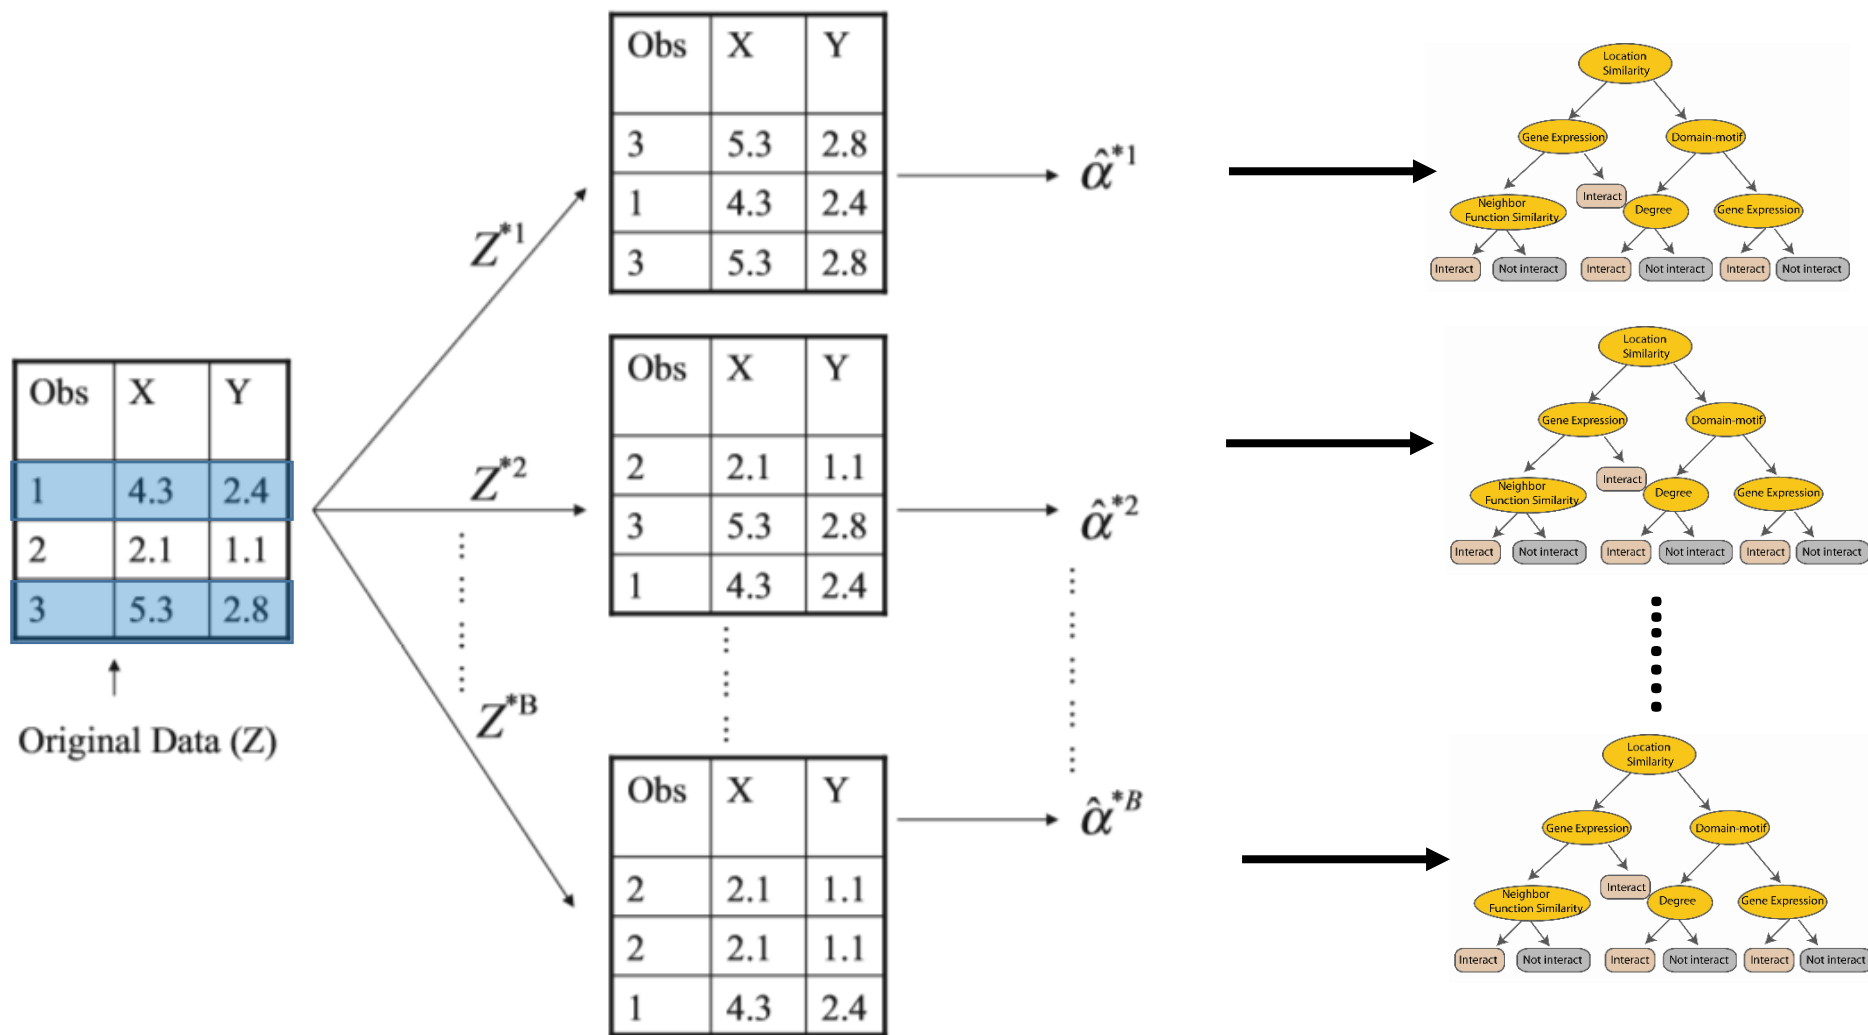 Obs X Y
1 4.3 2.4
2 2.1 1.1
3 5.3 2.8
Original Data (Z)
Z*1
Z*2
Z*B
Obs X Y
3 5.3 2.8
1 4.3 2.4
3 5.3 2.8
Obs X Y
2 2.1 1.1
3 5.3 2.8
1 4.3 2.4
Obs X Y
2 2.1 1.1
2 2.1 1.1
1 4.3 2.4
α̂*1
α̂*2
α̂*B
Location
Similarity
Gene Expression Domain-motif
Interact
Neighbor
Function Similarity Degree Gene Expression
Interact Not interact Interact Not interact Interact Not interact
Location
Similarity
Gene Expression Domain-motif
Interact
Neighbor
Function Similarity Degree Gene Expression
Interact Not interact Interact Not interact Interact Not interact
Location
Similarity
Gene Expression Domain-motif
Interact
Neighbor
Function Similarity Degree Gene Expression
Interact Not interact Interact Not interact Interact Not interact